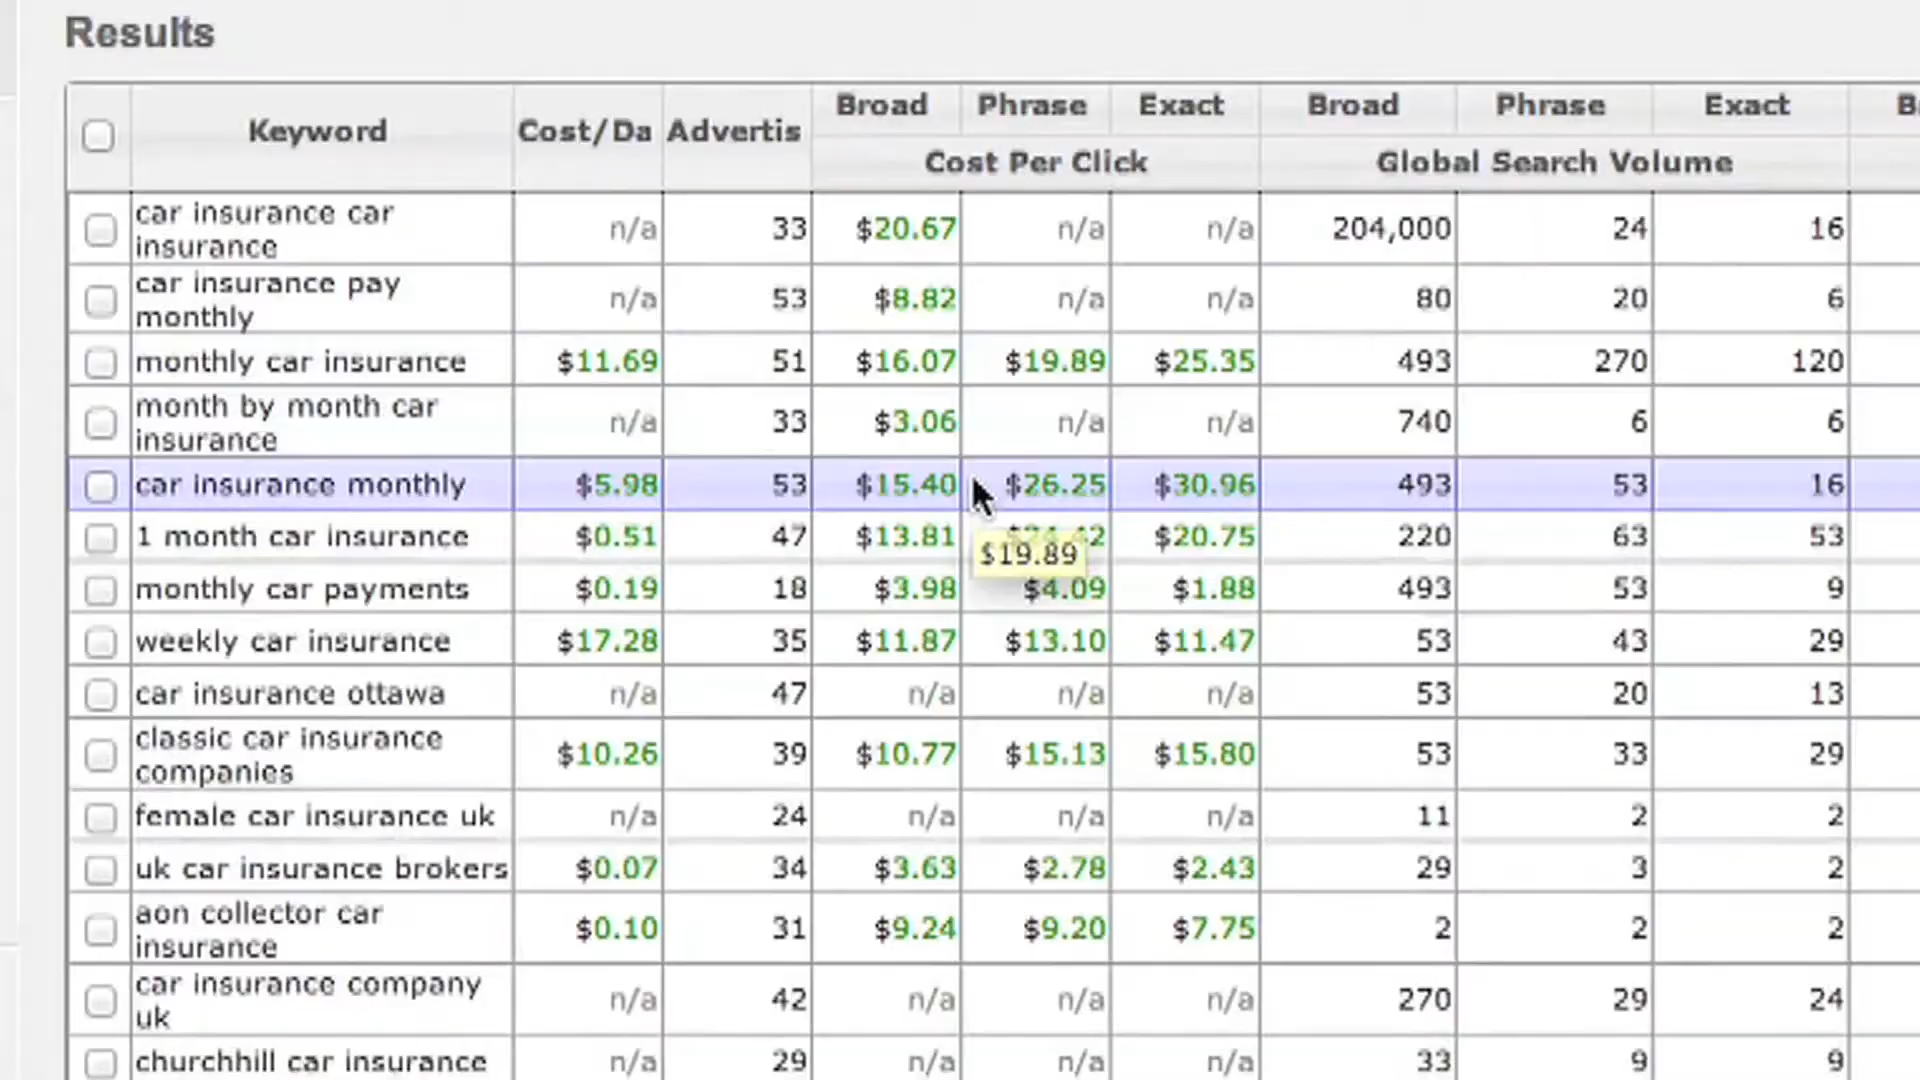 Results
Keyword Cost/Da Advertis Broad Phrase Exact Broad Phrase Exact
Cost Per Click Global Search Volume
car insurance car insurance n/a 33 $20.67 n/a n/a 204,000 24 16
car insurance pay monthly n/a 53 $8.82 n/a n/a 80 20 6
monthly car insurance $11.69 51 $16.07 $19.89 $25.35 493 270 120
month by month car insurance n/a 33 $3.06 n/a n/a 740 6 6
car insurance monthly $5.98 53 $15.40 $26.25 $30.96 493 53 16
1 month car insurance $0.51 47 $13.81 $20.75 220 63 53
$19.89
monthly car payments $0.19 18 $3.98 $4.09 $1.88 493 53 9
weekly car insurance $17.28 35 $11.87 $13.10 $11.47 53 43 29
car insurance ottawa n/a 47 n/a n/a n/a 53 20 13
classic car insurance companies $10.26 39 $10.77 $15.13 $15.80 53 33 29
female car insurance uk n/a 24 n/a n/a n/a 11 2 2
uk car insurance brokers $0.07 34 $3.63 $2.78 $2.43 29 3 2
aon collector car insurance $0.10 31 $9.24 $9.20 $7.75 2 2 2
car insurance company uk n/a 42 n/a n/a n/a 270 29 24
churchhill car insurance n/a 29 n/a n/a n/a 33 9 9